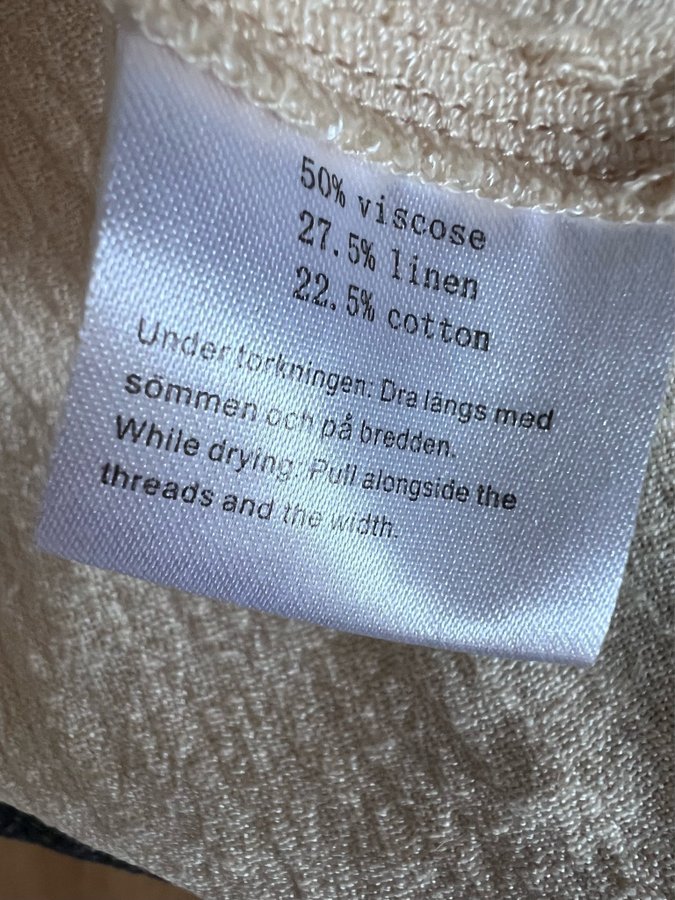 50% viscose
27.5% linen
22.5% cotton
Under torkningen: Dra längs med
sömmen och på bredden.
While drying: Pull alongside the
threads and the width.